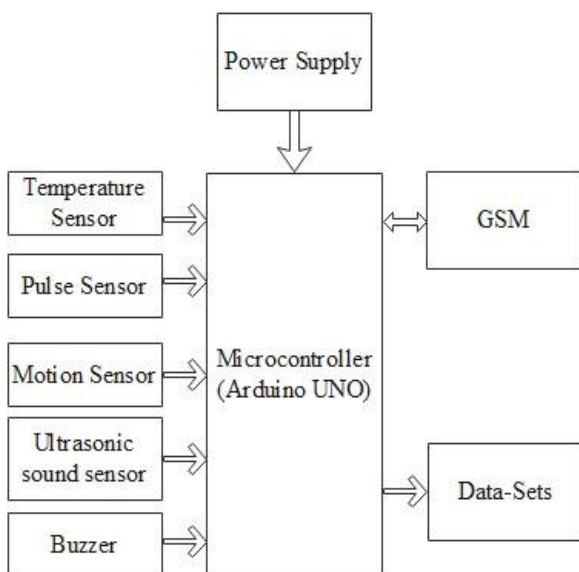 Power Supply
Temperature
Sensor
Pulse Sensor
Motion Sensor
Ultrasonic
sound sensor
Buzzer
Microcontroller
(Arduino UNO)
GSM
Data-Sets